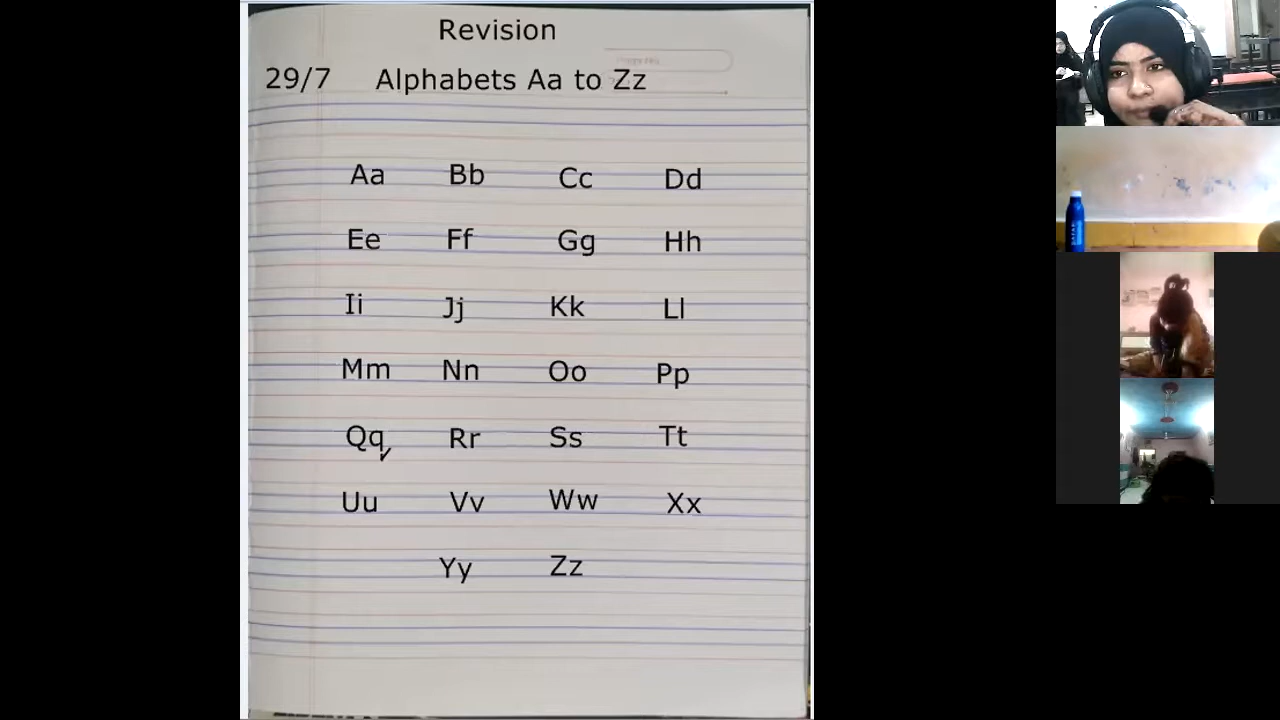 Revision
29/7 Alphabets Aa to Zz
Aa Bb Cc Dd
Ee Ff Gg Hh
Ii Jj Kk Ll
Mm Nn Oo Pp
Qq Rr Ss Tt
Uu Vv Ww Xx
Yy Zz